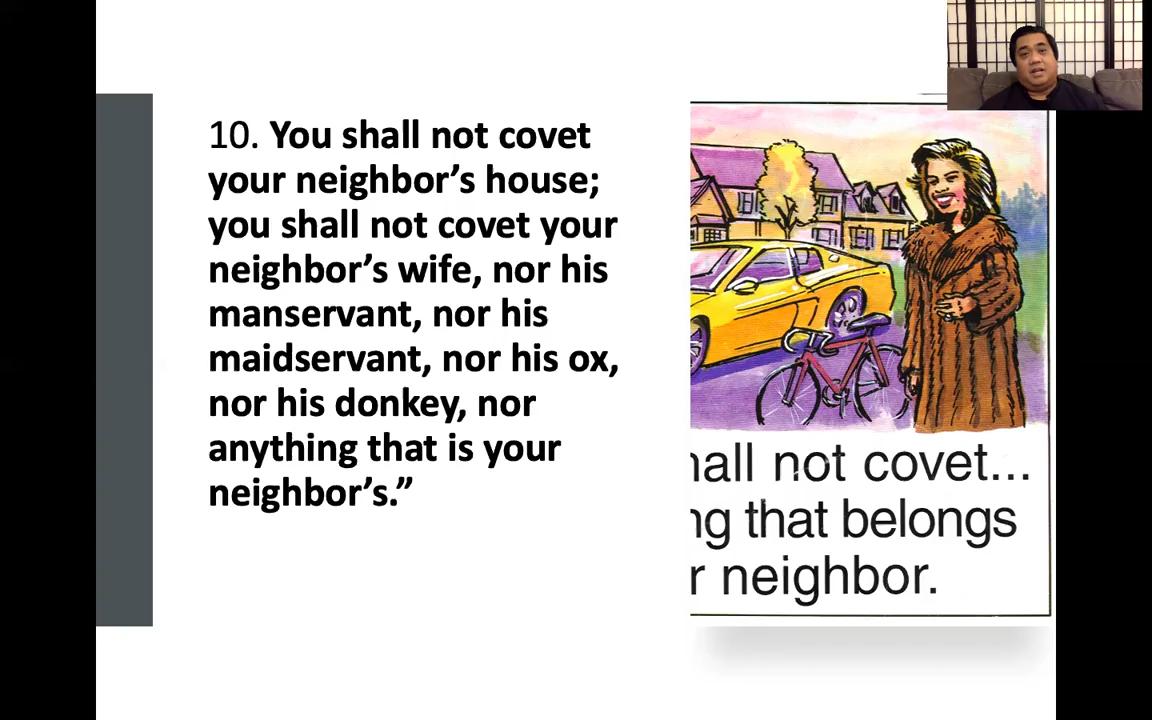 10. You shall not covet
your neighbor’s house;
you shall not covet your
neighbor’s wife, nor his
manservant, nor his
maidservant, nor his ox,
nor his donkey, nor
anything that is your
neighbor’s.”
hall not covet...
ng that belongs
r neighbor.